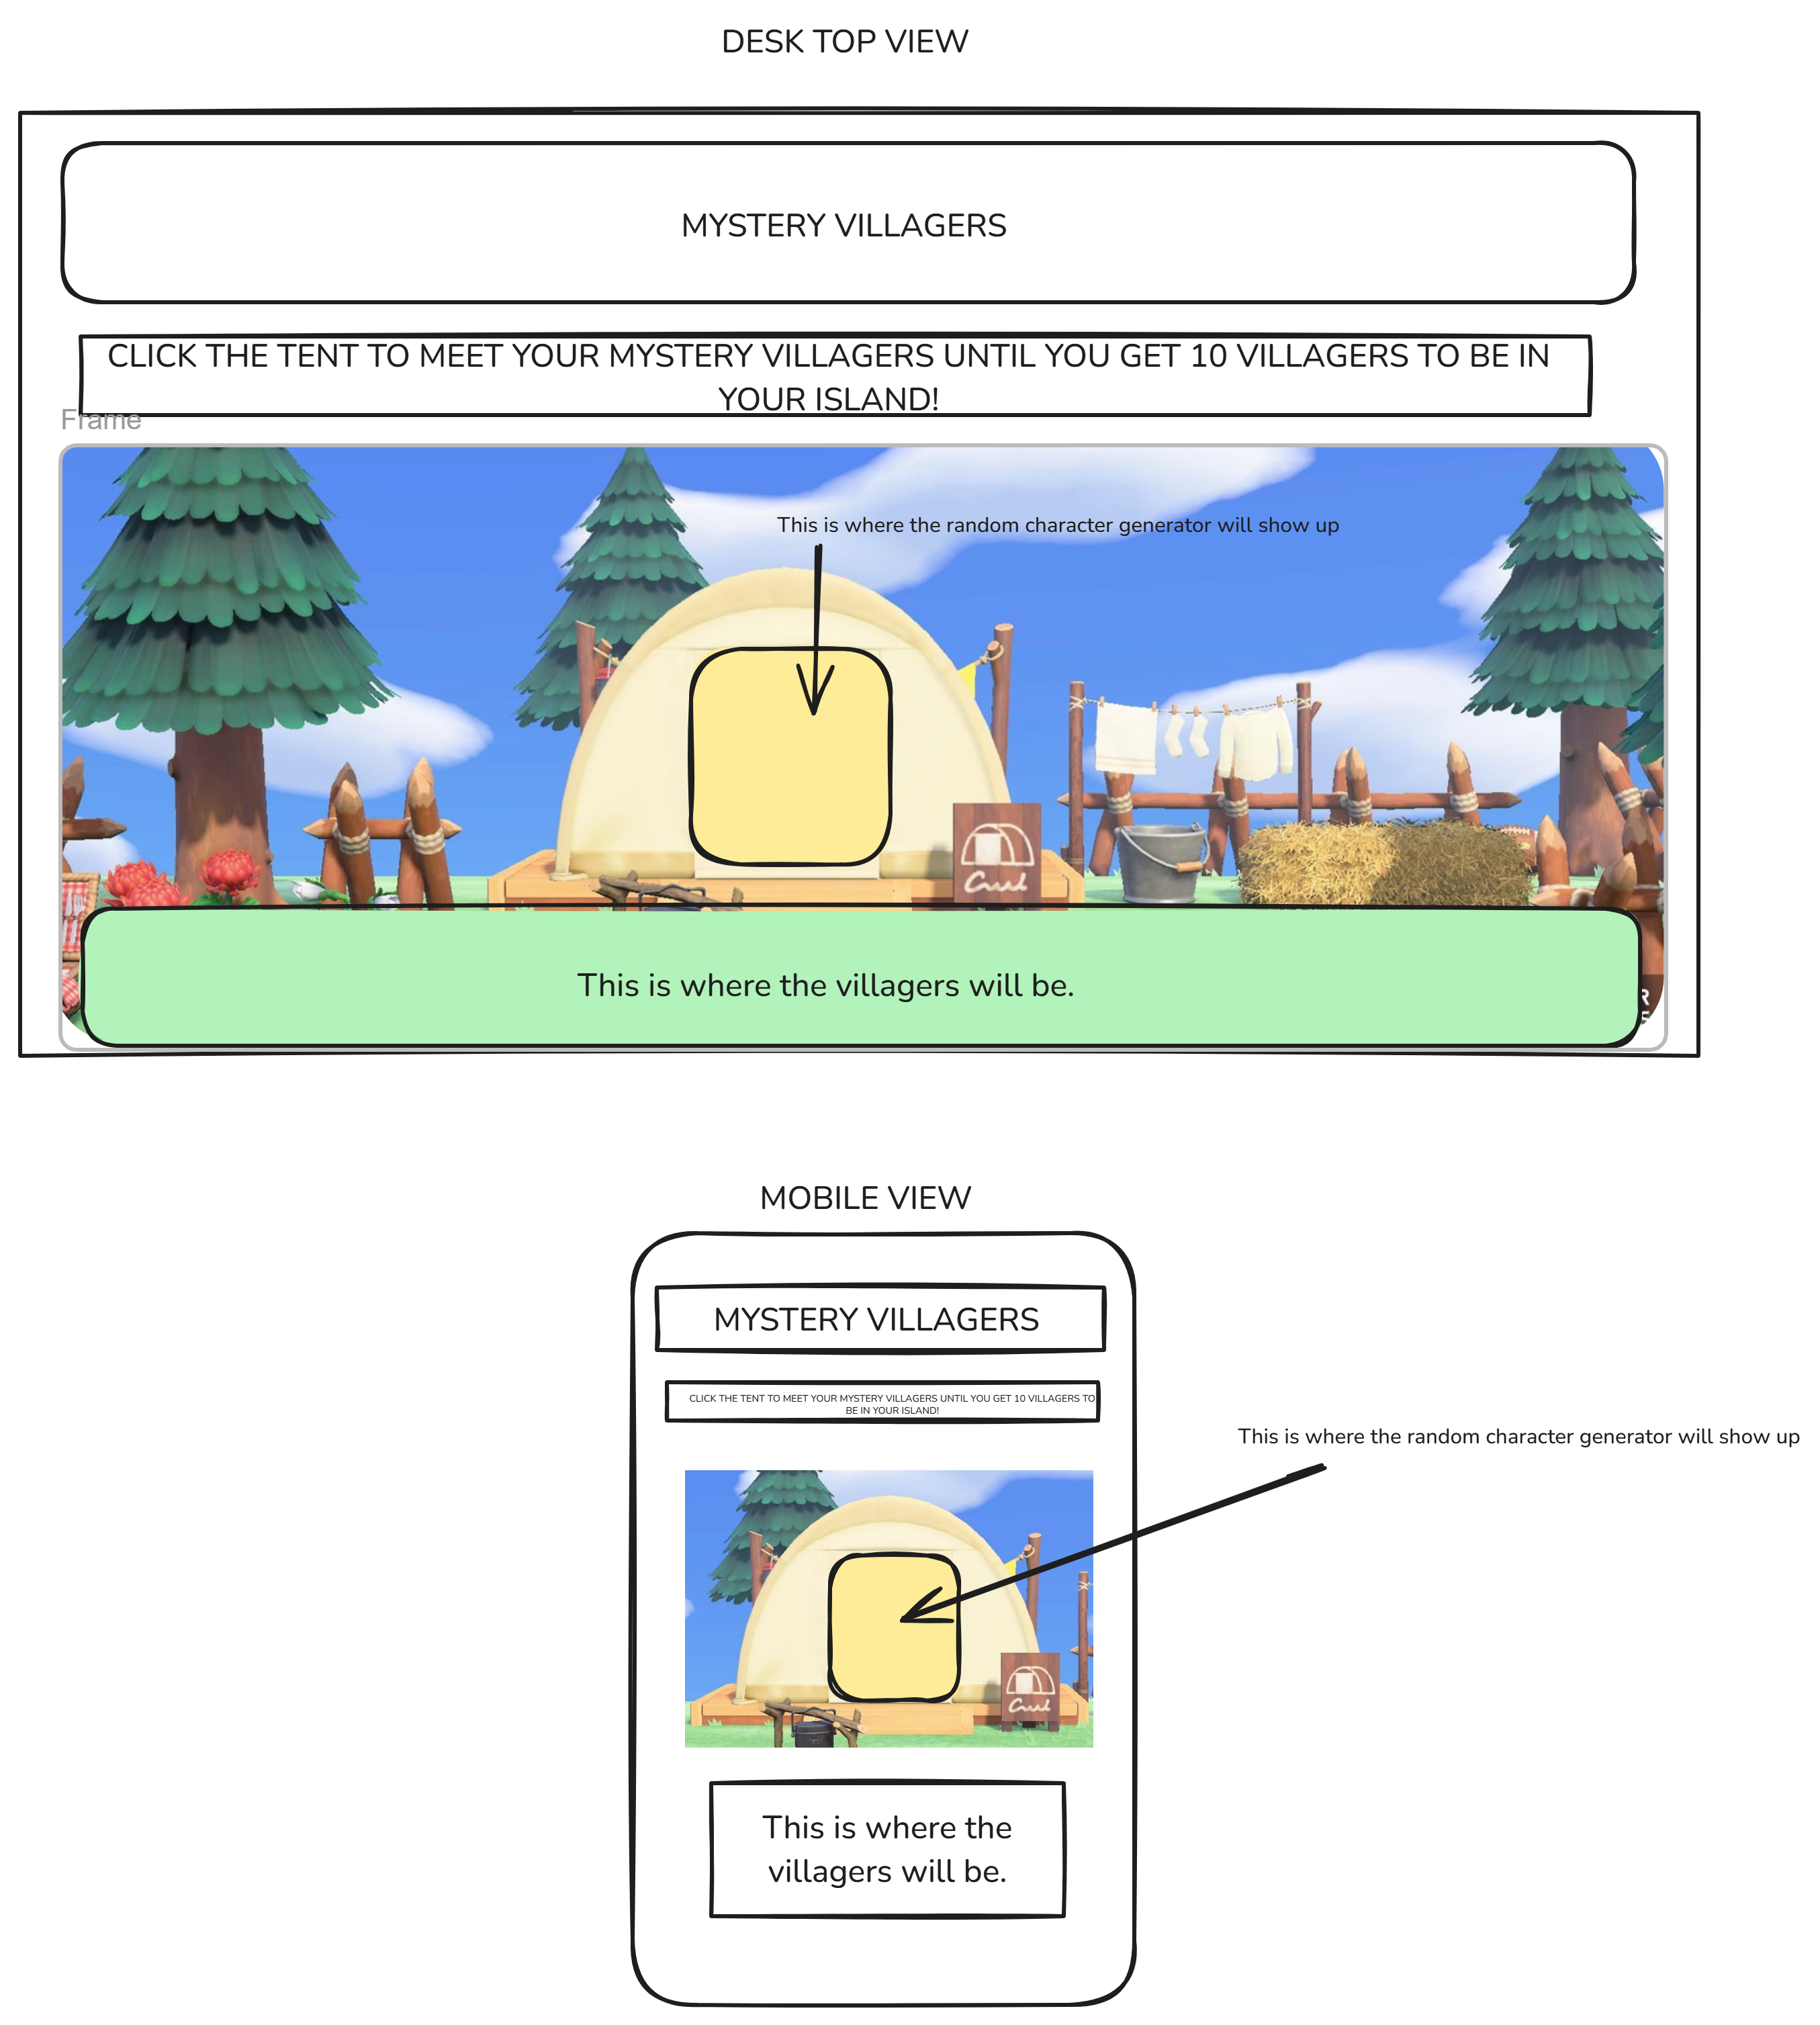 DESK TOP VIEW
MYSTERY VILLAGERS
CLICK THE TENT TO MEET YOUR MYSTERY VILLAGERS UNTIL YOU GET 10 VILLAGERS TO BE IN
YOUR ISLAND!
Frame
This is where the random character generator will show up
This is where the villagers will be.
MOBILE VIEW
MYSTERY VILLAGERS
CLICK THE TENT TO MEET YOUR MYSTERY VILLAGERS UNTIL YOU GET 10 VILLAGERS TO
BE IN YOUR ISLAND!
This is where the random character generator will show up
This is where the
villagers will be.